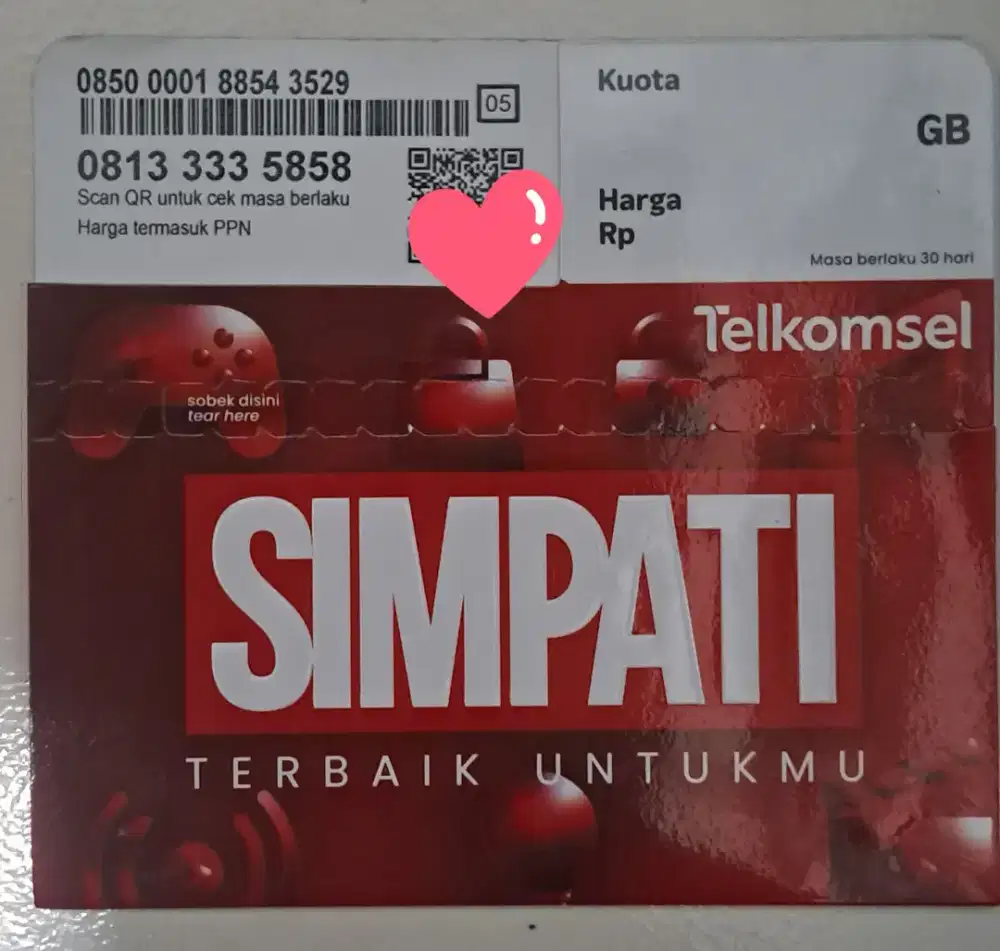 0850 0001 8854 3529
05
0813 333 5858
Scan QR untuk cek masa berlaku
Harga termasuk PPN
Kuota
GB
Harga
Rp
Masa berlaku 30 hari
Telkomsel
sobek disini
tear here
SIMPATI
TERBAIK UNTUKMU